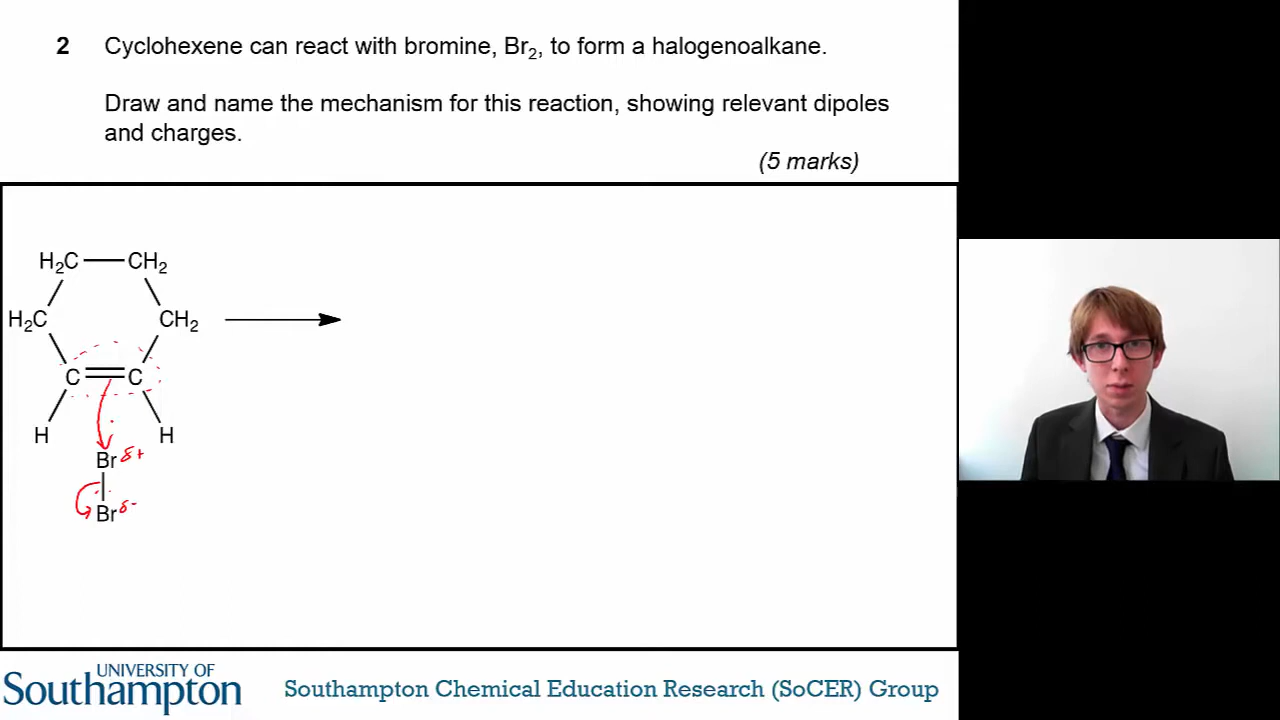 2 Cyclohexene can react with bromine, Br₂, to form a halogenoalkane.
Draw and name the mechanism for this reaction, showing relevant dipoles
and charges.
(5 marks)
H₂C CH₂
H₂C CH₂
C C
H H
Br δ+
Br δ-
UNIVERSITY OF
Southampton
Southampton Chemical Education Research (SoCER) Group